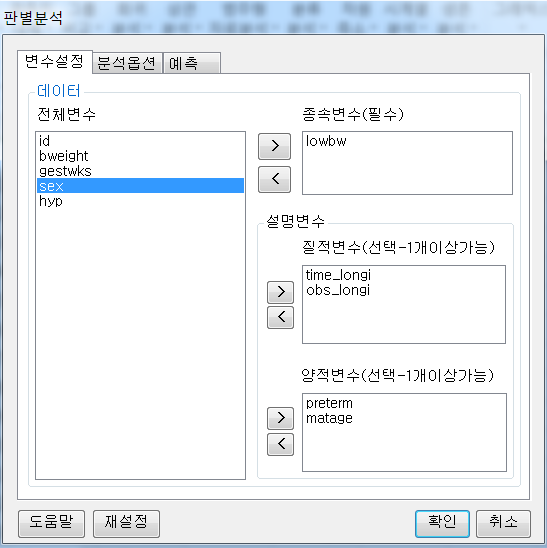 판별분석
변수설정 분석옵션 예측
데이터
전체변수
id
bweight
gestwks
sex
hyp
>
<
종속변수(필수)
lowbw
설명변수
질적변수(선택-1개이상가능)
>
<
time_longi
obs_longi
양적변수(선택-1개이상가능)
>
<
preterm
matage
도움말 재설정 확인 취소